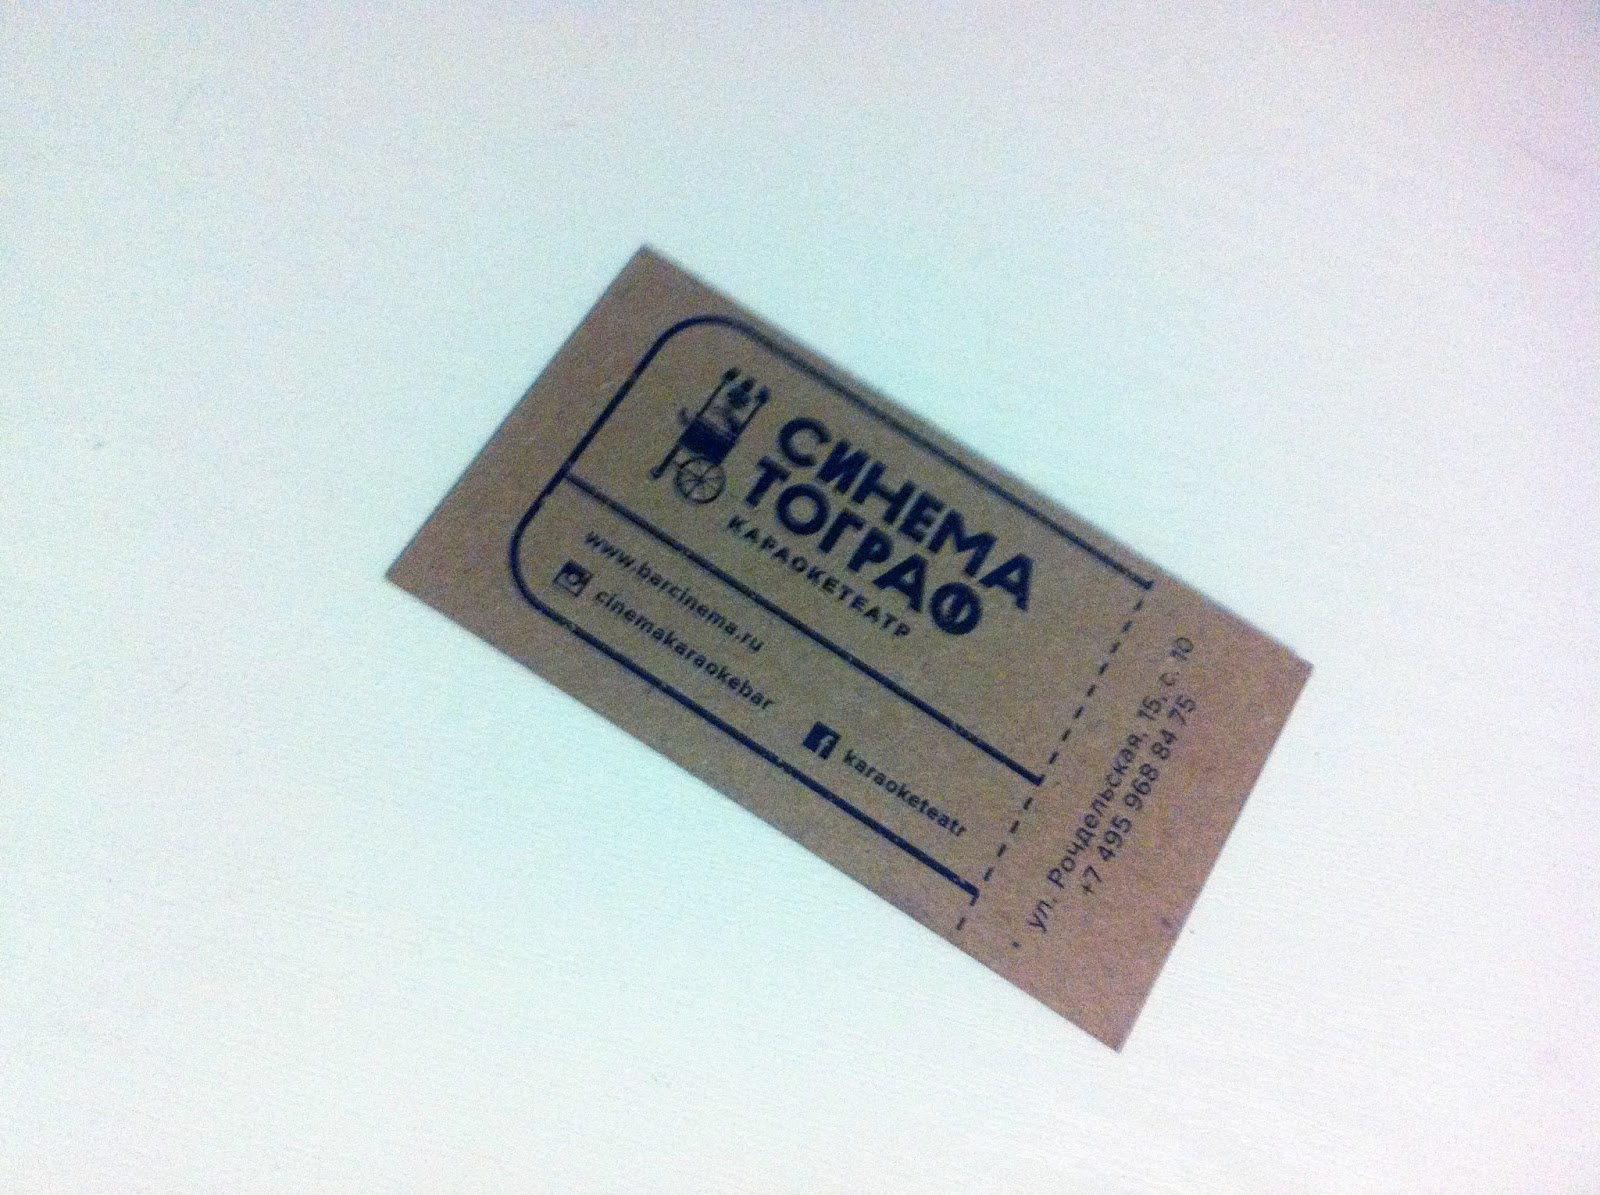 СИНЕМА
ТОГРАФ
КАРАОКЕТЕАТР
www.barcinema.ru
cinemakaraokebar
karaoketeatr
ул. Рочдельская, 15, с. 10
+7 495 968 84 75